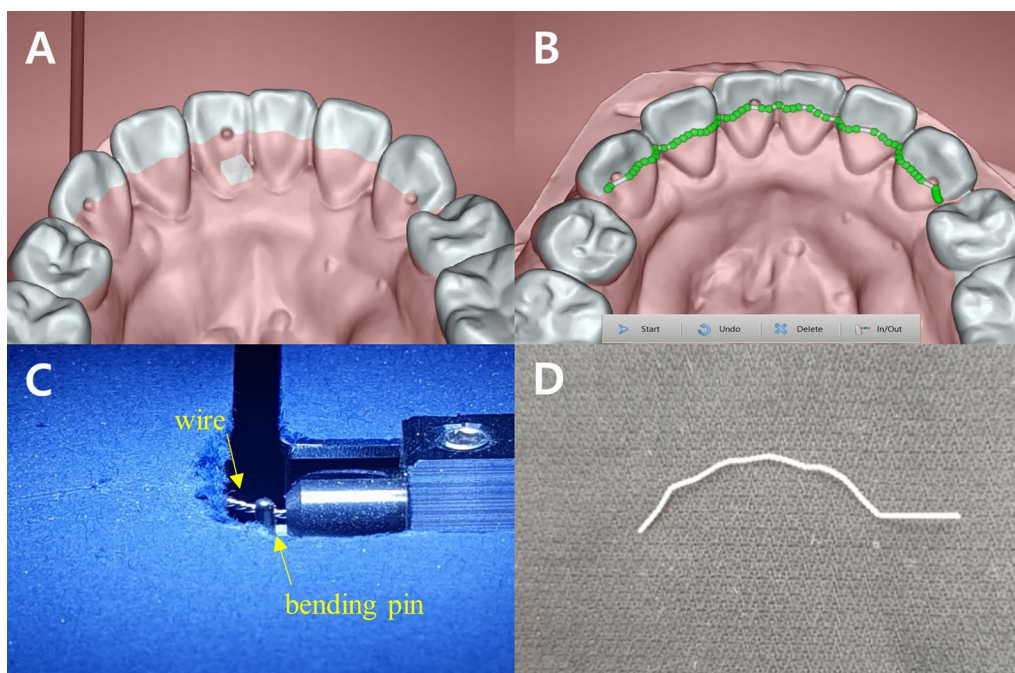 A
B
Start
Undo
Delete
In/Out
C
wire
bending pin
D